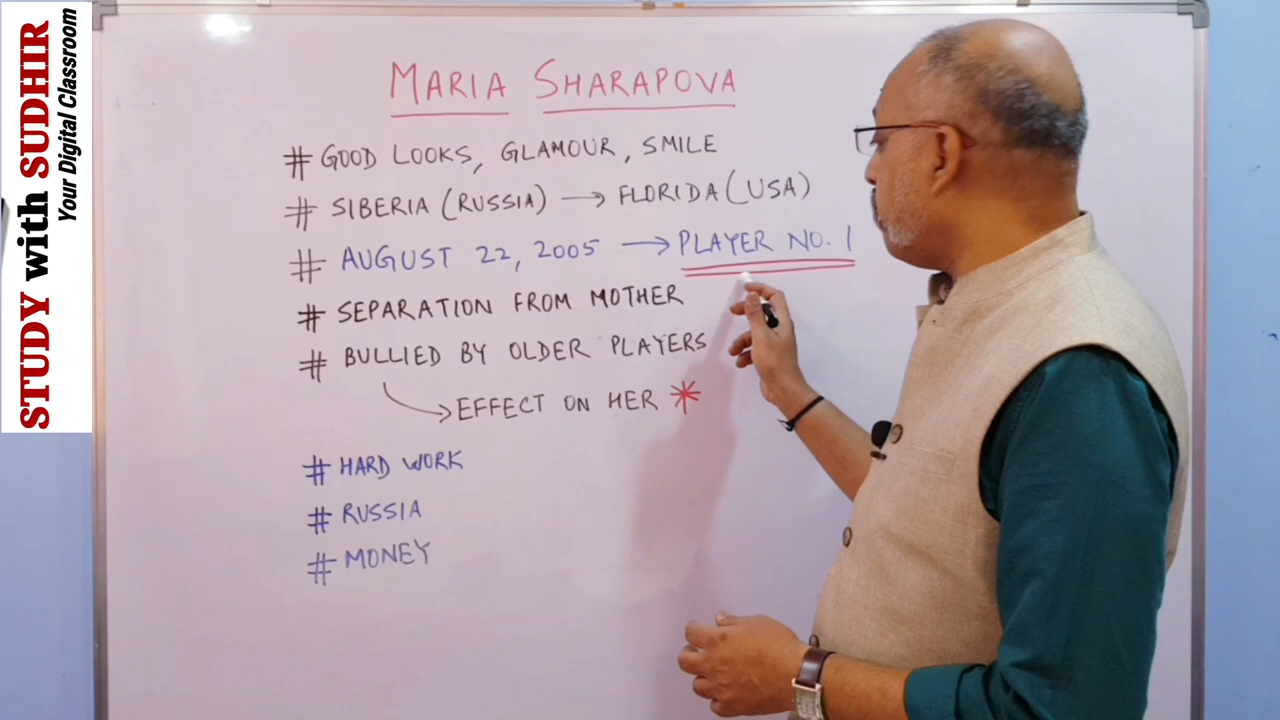 STUDY with SUDHIR
Your Digital Classroom
MARIA SHARAPOVA
# GOOD LOOKS, GLAMOUR, SMILE
# SIBERIA (RUSSIA) → FLORIDA (USA)
# AUGUST 22, 2005 → PLAYER NO. 1
# SEPARATION FROM MOTHER
# BULLIED BY OLDER PLAYERS
→ EFFECT ON HER *
# HARD WORK
# RUSSIA
# MONEY